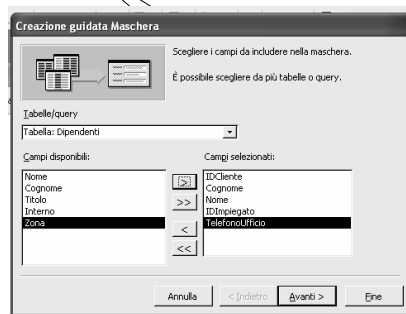 Creazione guidata Maschera
Scegliere i campi da includere nella maschera.
È possibile scegliere da più tabelle o query.
Tabelle/query
Tabella: Dipendenti
Campi disponibili:
Campi selezionati:
Nome
Cognome
Titolo
Interno
Zona
>
>>
<
<<
IDCliente
Cognome
Nome
IDImpiegato
TelefonoUfficio
Annulla
< Indietro
Avanti >
Fine